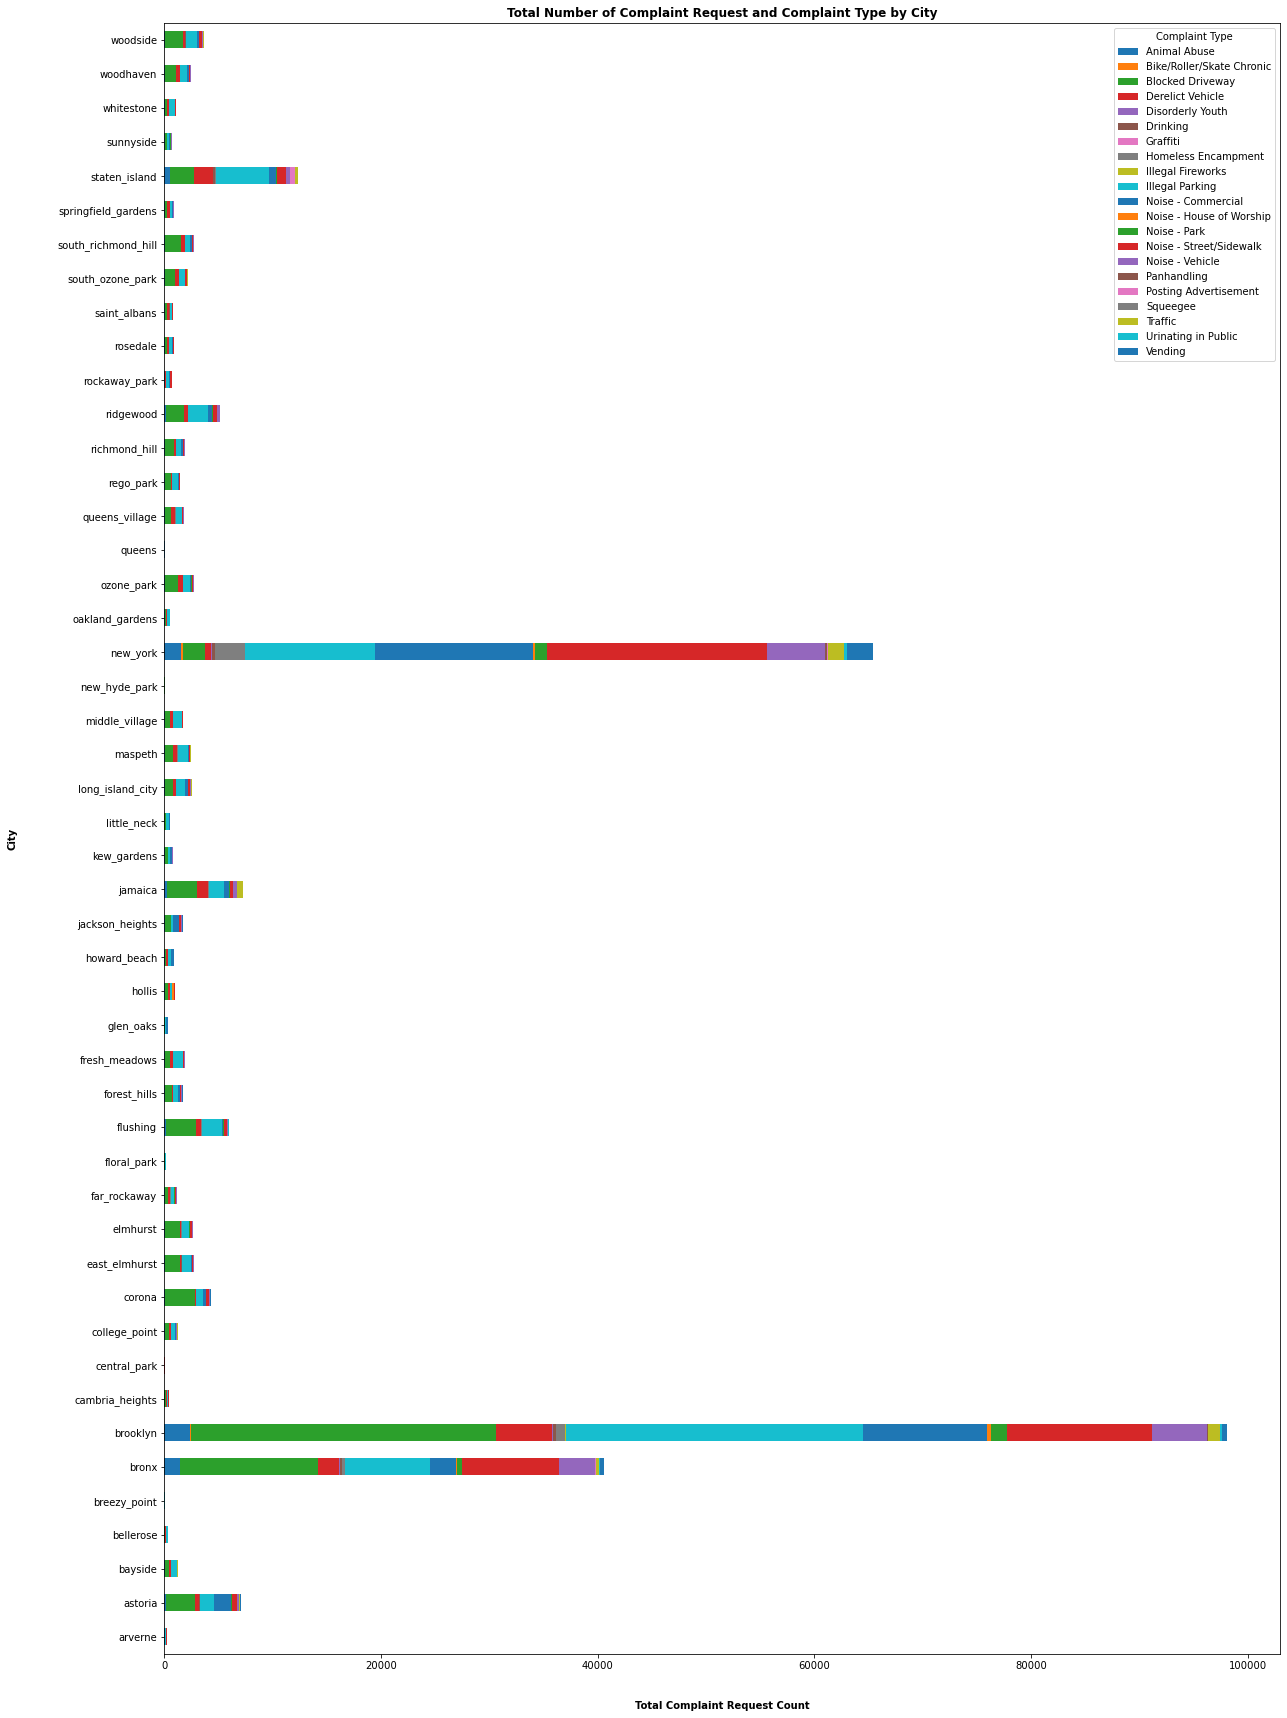 Total Number of Complaint Request and Complaint Type by City
Complaint Type
Animal Abuse
Bike/Roller/Skate Chronic
Blocked Driveway
Derelict Vehicle
Disorderly Youth
Drinking
Graffiti
Homeless Encampment
Illegal Fireworks
Illegal Parking
Noise - Commercial
Noise - House of Worship
Noise - Park
Noise - Street/Sidewalk
Noise - Vehicle
Panhandling
Posting Advertisement
Squeegee
Traffic
Urinating in Public
Vending
City
woodside
woodhaven
whitestone
sunnyside
staten_island
springfield_gardens
south_richmond_hill
south_ozone_park
saint_albans
rosedale
rockaway_park
ridgewood
richmond_hill
rego_park
queens_village
queens
ozone_park
oakland_gardens
new_york
new_hyde_park
middle_village
maspeth
long_island_city
little_neck
kew_gardens
jamaica
jackson_heights
howard_beach
hollis
glen_oaks
fresh_meadows
forest_hills
flushing
floral_park
far_rockaway
elmhurst
east_elmhurst
corona
college_point
central_park
cambria_heights
brooklyn
bronx
breezy_point
bellerose
bayside
astoria
arverne
0 20000 40000 60000 80000 100000
Total Complaint Request Count